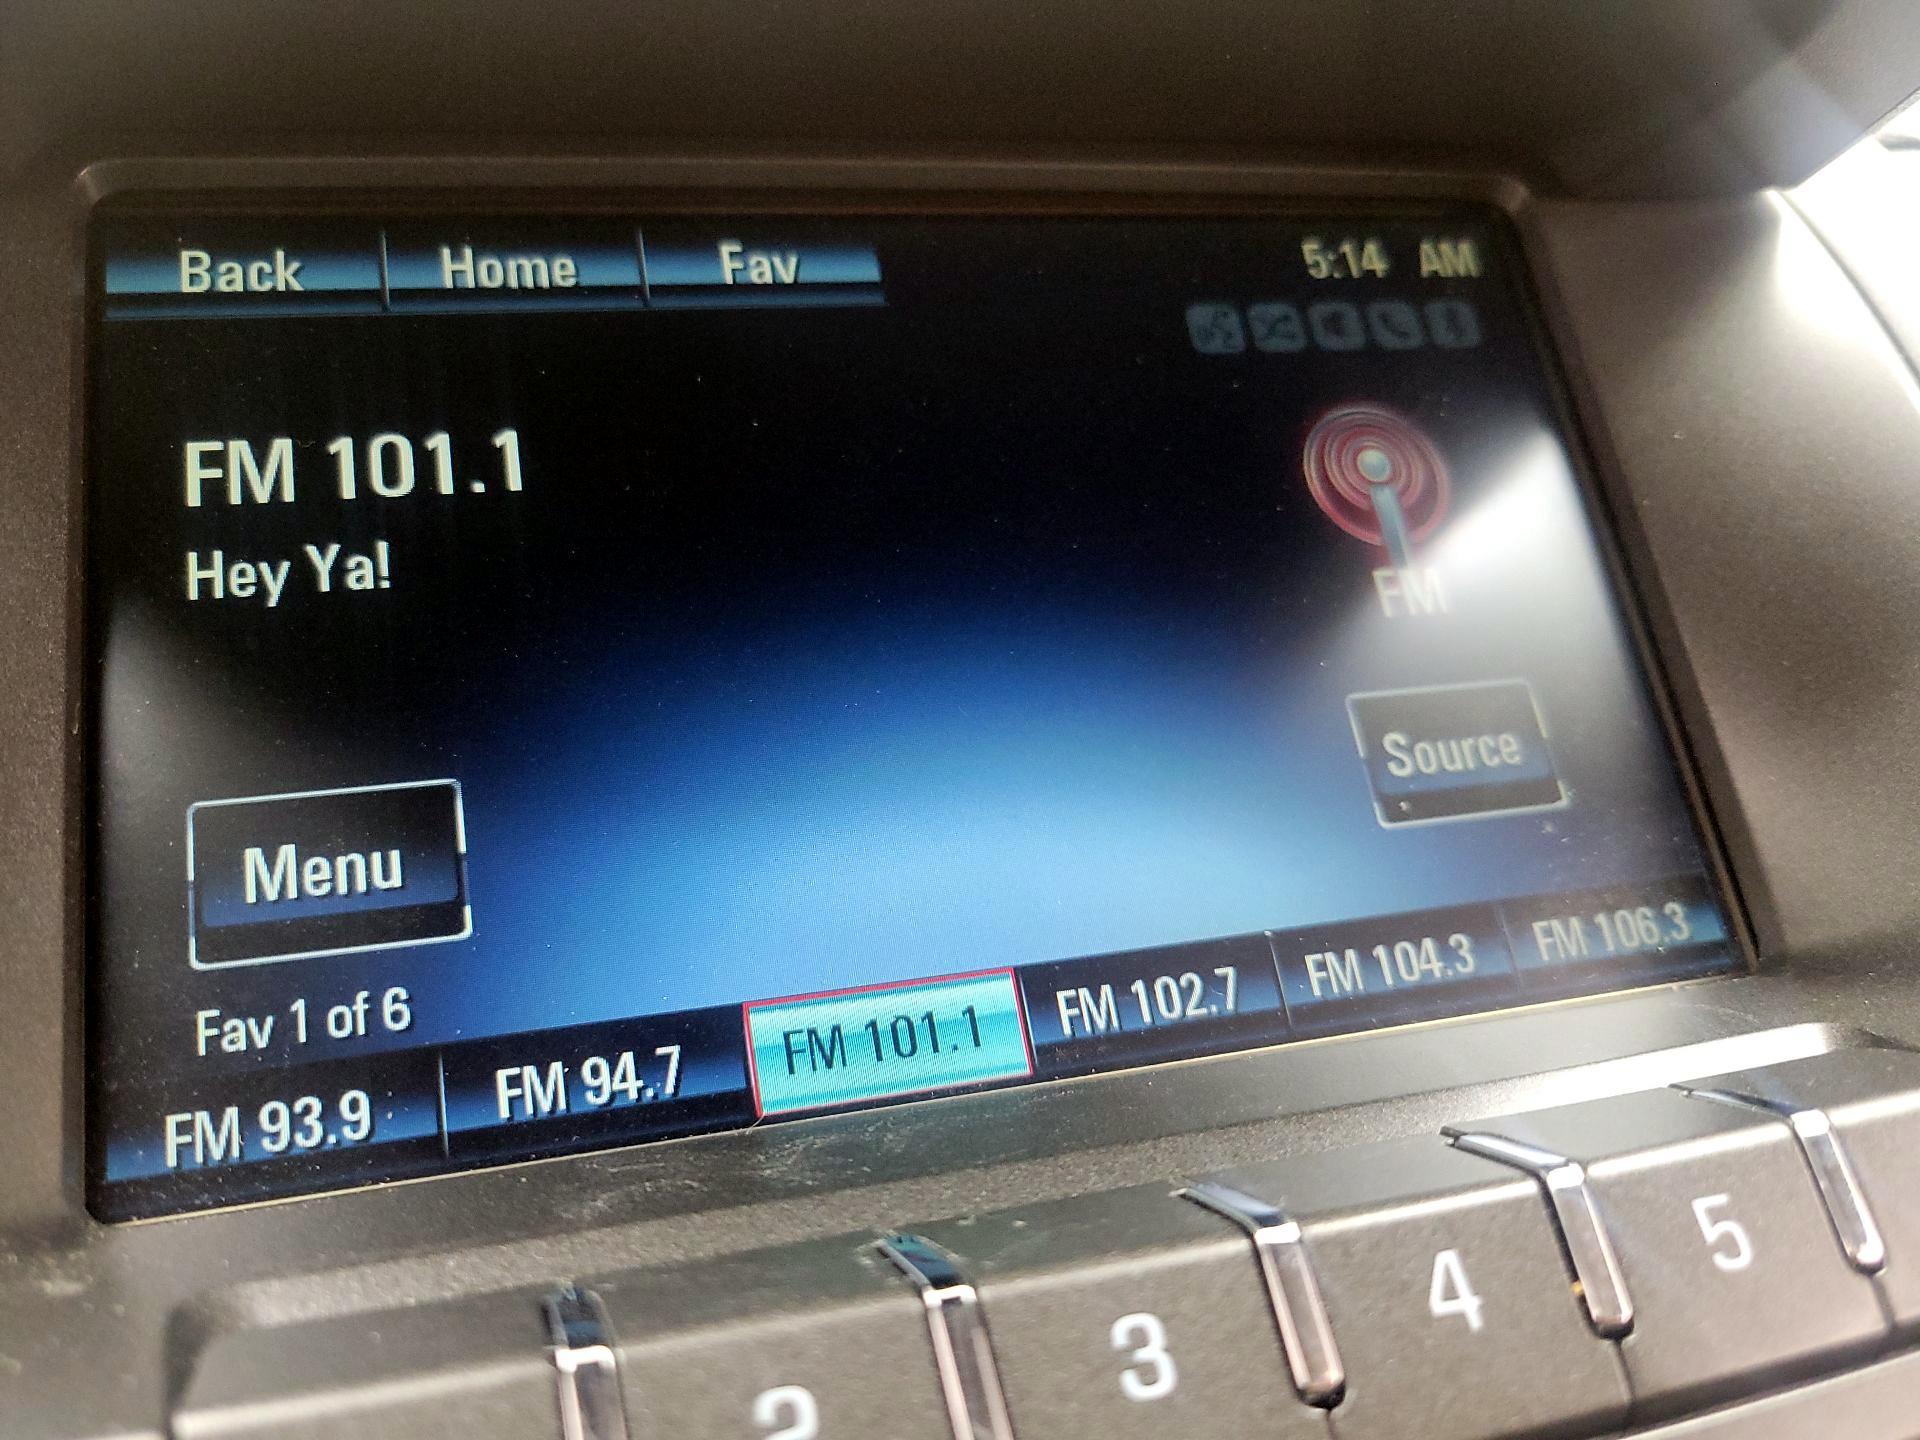 Back Home Fav 5:14 AM
FM 101.1
Hey Ya!
FM
Source
Menu
Fav 1 of 6
FM 93.9 FM 94.7 FM 101.1 FM 102.7 FM 104.3 FM 106.3
2 3 4 5